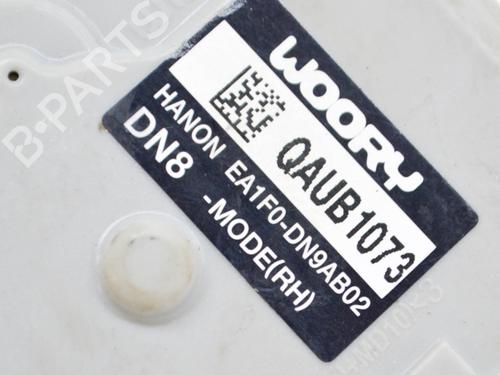 WOORY
QAUB1073
HANON EA1F0-DN9AB02
DN8 -MODE(RH)
B-PARTS